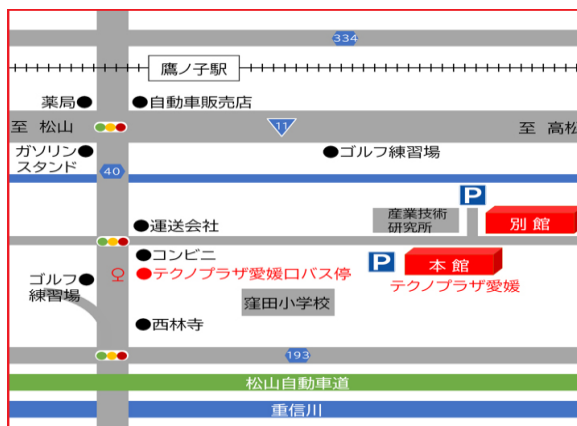 334
鷹ノ子駅
薬局
自動車販売店
至 松山
11
至 高松
ガソリン
スタンド
ゴルフ練習場
40
P
運送会社
産業技術
研究所
別館
コンビニ
テクノプラザ愛媛口バス停
P
本館
テクノプラザ愛媛
ゴルフ
練習場
窪田小学校
西林寺
193
松山自動車道
重信川